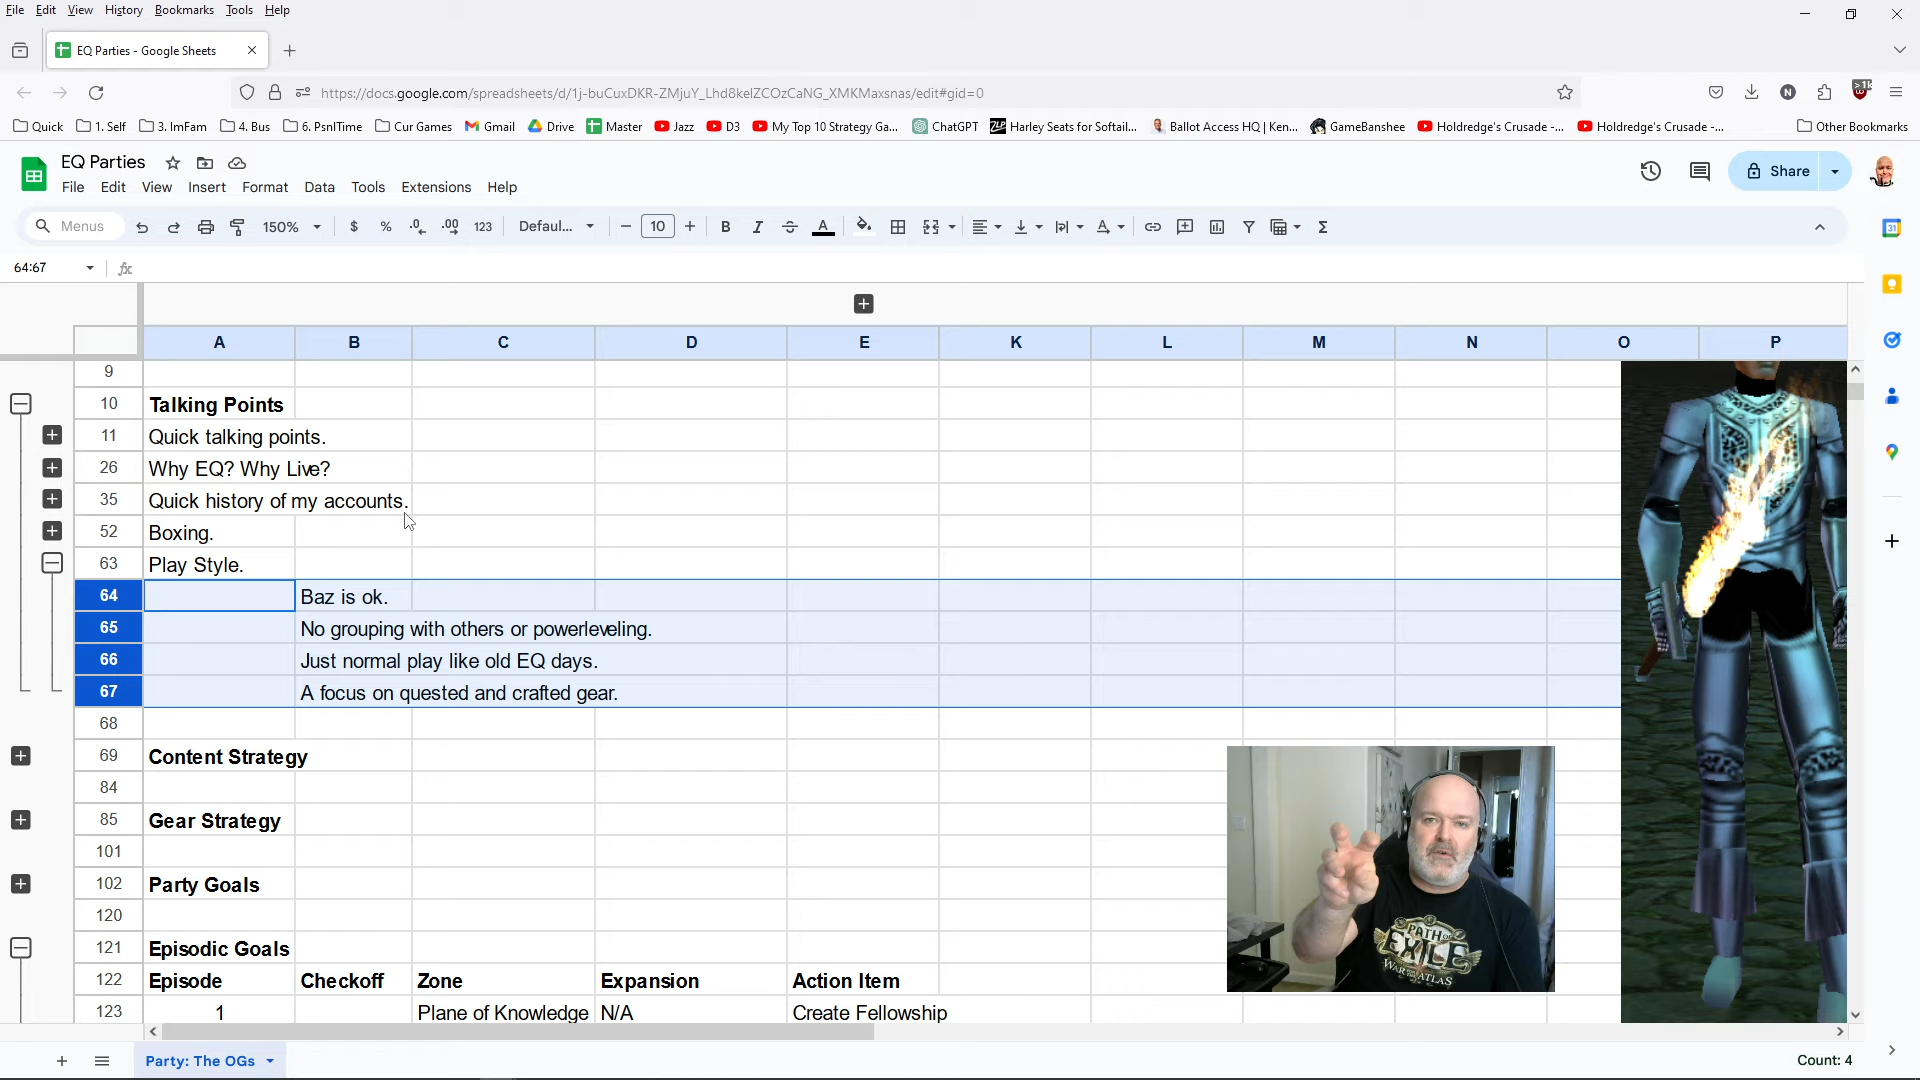 File Edit View History Bookmarks Tools Help
EQ Parties - Google Sheets
https://docs.google.com/spreadsheets/d/1j-buCuxDKR-ZMjuY_Lhd8kelZCOzCaNG_XMKMaxsnas/edit#gid=0
>1k
Quick 1. Self 3. ImFam 4. Bus 6. PsnlTime Cur Games Gmail Drive Master Jazz D3 My Top 10 Strategy Ga... ChatGPT Harley Seats for Softail... Ballot Access HQ | Ken... GameBanshee Holdredge's Crusade -... Holdredge's Crusade -... Other Bookmarks
EQ Parties
File Edit View Insert Format Data Tools Extensions Help
Share
Menus 150% $ % .0 .00 123 Defaul... 10 B I A
31
64:67 fx
A B C D E K L M N O P
9
10 Talking Points
11 Quick talking points.
26 Why EQ? Why Live?
35 Quick history of my accounts.
52 Boxing.
63 Play Style.
64 Baz is ok.
65 No grouping with others or powerleveling.
66 Just normal play like old EQ days.
67 A focus on quested and crafted gear.
68
69 Content Strategy
84
85 Gear Strategy
101
102 Party Goals
120
121 Episodic Goals
122 Episode Checkoff Zone Expansion Action Item
123 1 Plane of Knowledge N/A Create Fellowship
PATH OF
EXILE
WAR FOR THE ATLAS
Party: The OGs
Count: 4